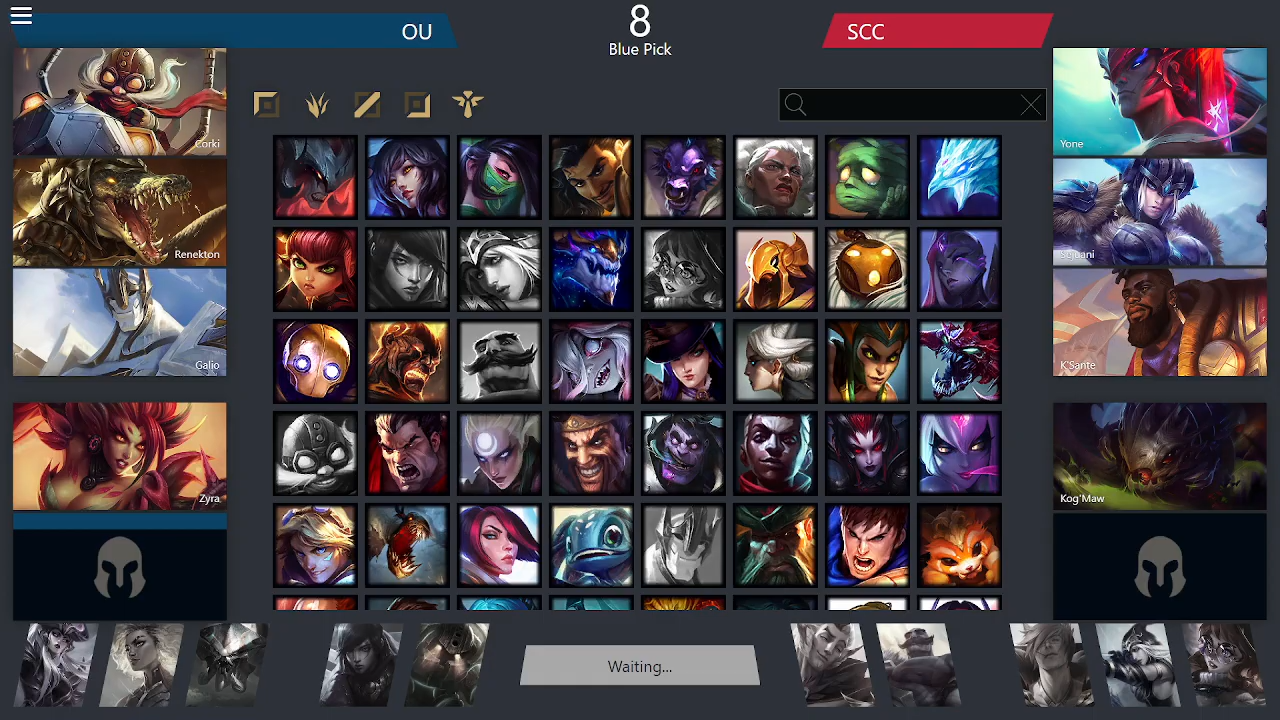 OU
8
Blue Pick
SCC
Corki
Renekton
Galio
Zyra
Yone
Sejuani
K'Sante
Kog'Maw
Waiting...